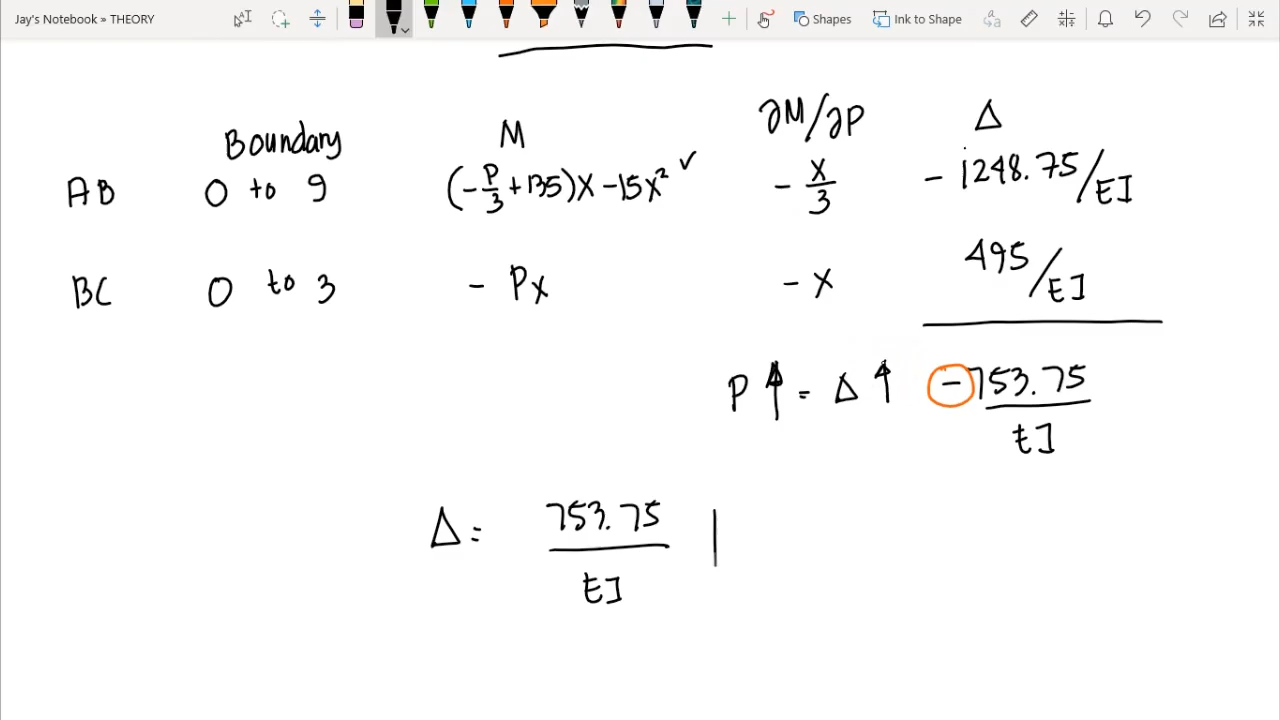 Jay's Notebook » THEORY
Shapes
Ink to Shape
Boundary M ∂M/∂P Δ
AB 0 to 9 (-P/3 + 135)x - 15x² ✓ - x/3 - 1248.75/EI
BC 0 to 3 - Px - x 495/EI
P ↑ = Δ ↑ -753.75/EI
Δ = 753.75/EI |